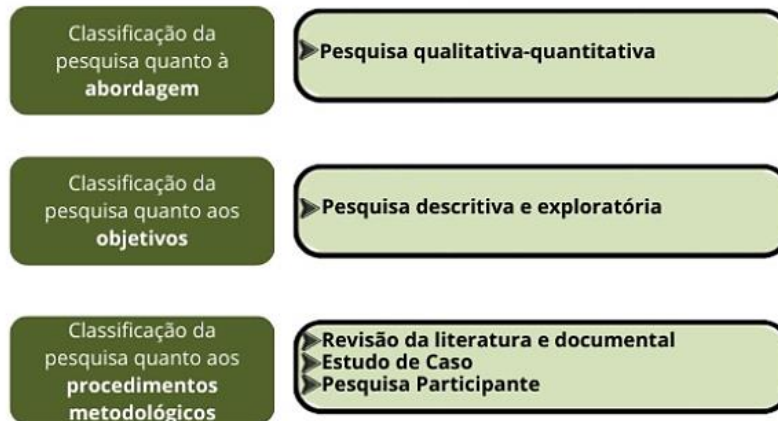 Classificação da
pesquisa quanto à
abordagem
Pesquisa qualitativa-quantitativa
Classificação da
pesquisa quanto aos
objetivos
Pesquisa descritiva e exploratória
Classificação da
pesquisa quanto aos
procedimentos
metodológicos
Revisão da literatura e documental
Estudo de Caso
Pesquisa Participante